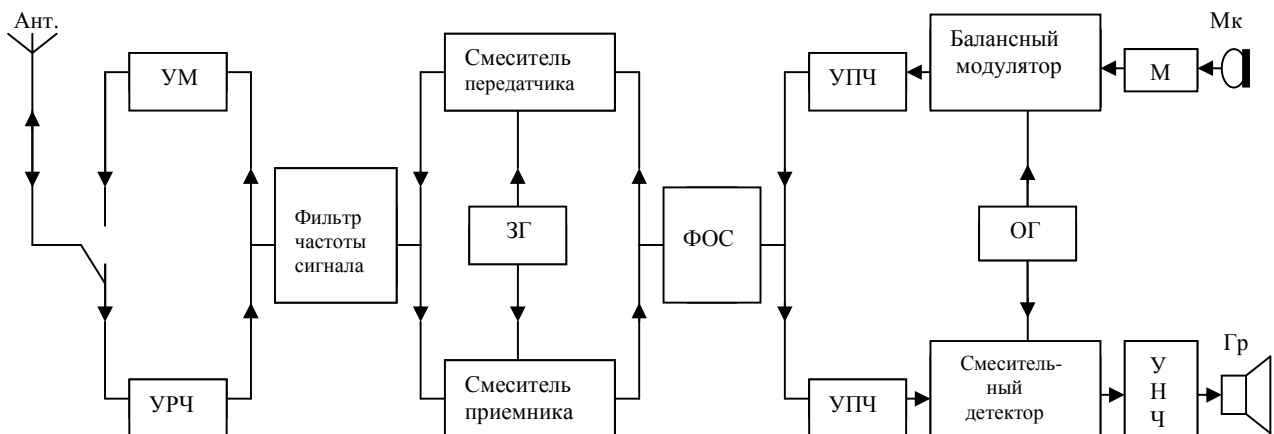 Ант.
УМ
Смеситель
передатчика
УПЧ
Балансный
модулятор
М
Мк
Фильтр
частоты
сигнала
ЗГ
ФОС
ОГ
УРЧ
Смеситель
приемника
УПЧ
Смеситель-
ный
детектор
У
Н
Ч
Гр